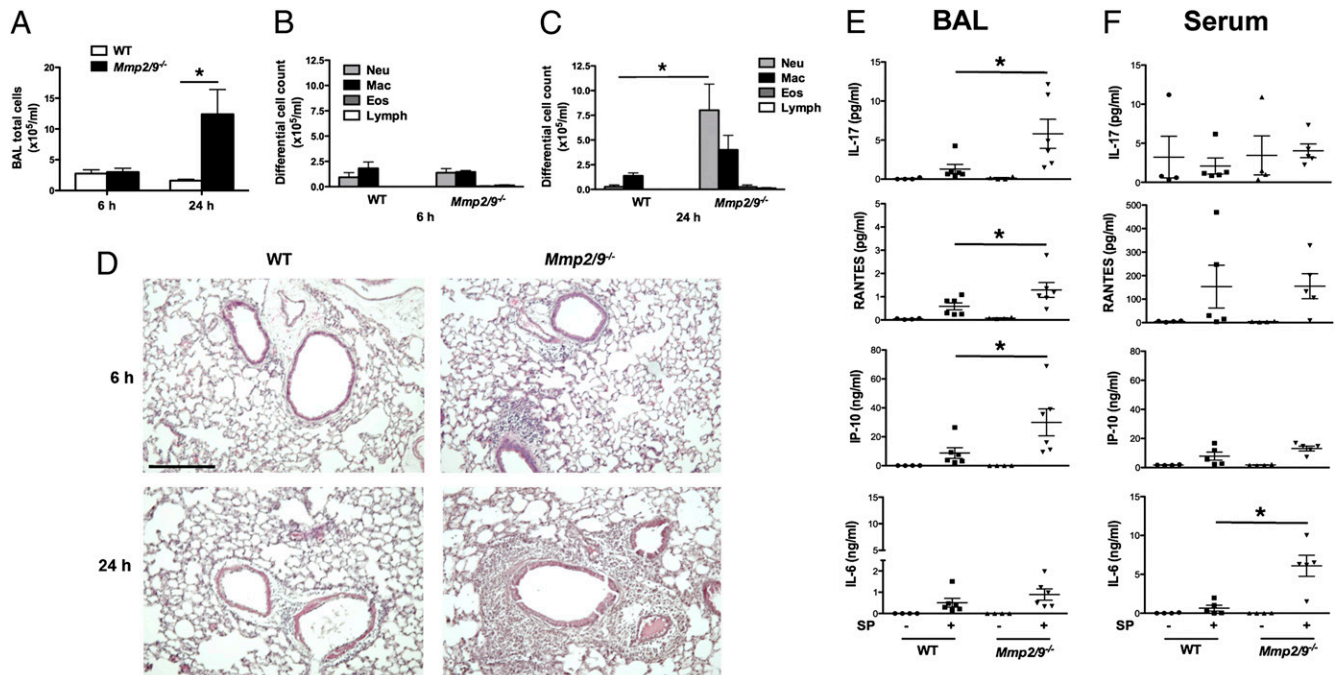 A
WT
Mmp2/9-/-
BAL total cells
(x10⁵/ml)
20
15
10
5
0
*
6 h
24 h
B
Neu
Mac
Eos
Lymph
Differential cell count
(x10⁵/ml)
12.5
10.0
7.5
5.0
2.5
0.0
WT
Mmp2/9-/-
6 h
C
*
Neu
Mac
Eos
Lymph
Differential cell count
(x10⁵/ml)
12.5
10.0
7.5
5.0
2.5
0.0
WT
Mmp2/9-/-
24 h
D
WT
Mmp2/9-/-
6 h
24 h
E
BAL
IL-17 (pg/ml)
15
10
5
0
*
RANTES (pg/ml)
5
4
3
2
1
0
*
IP-10 (ng/ml)
80
60
40
20
0
*
IL-6 (ng/ml)
15
10
5
2
1
0
SP
-
+
-
+
WT
Mmp2/9-/-
F
Serum
IL-17 (pg/ml)
15
10
5
0
RANTES (pg/ml)
500
400
300
200
100
0
IP-10 (ng/ml)
80
60
40
20
0
IL-6 (ng/ml)
15
10
5
0
*
-
+
-
+
WT
Mmp2/9-/-